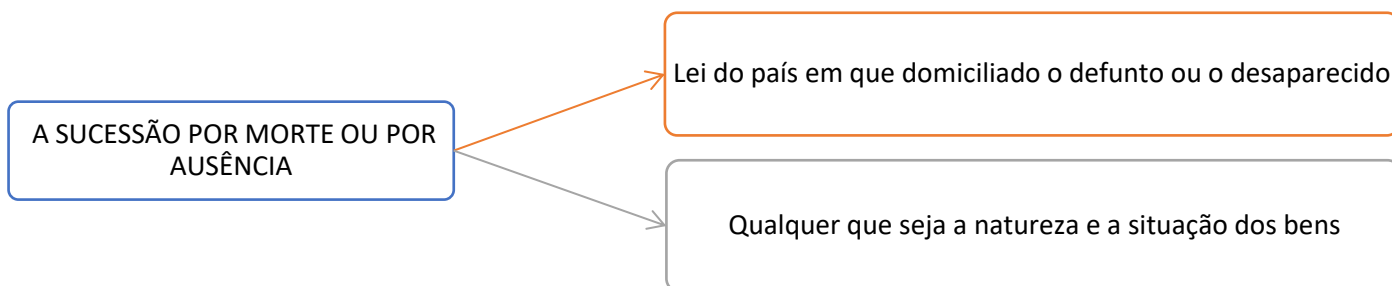 A SUCESSÃO POR MORTE OU POR
AUSÊNCIA
Lei do país em que domiciliado o defunto ou o desaparecido
Qualquer que seja a natureza e a situação dos bens